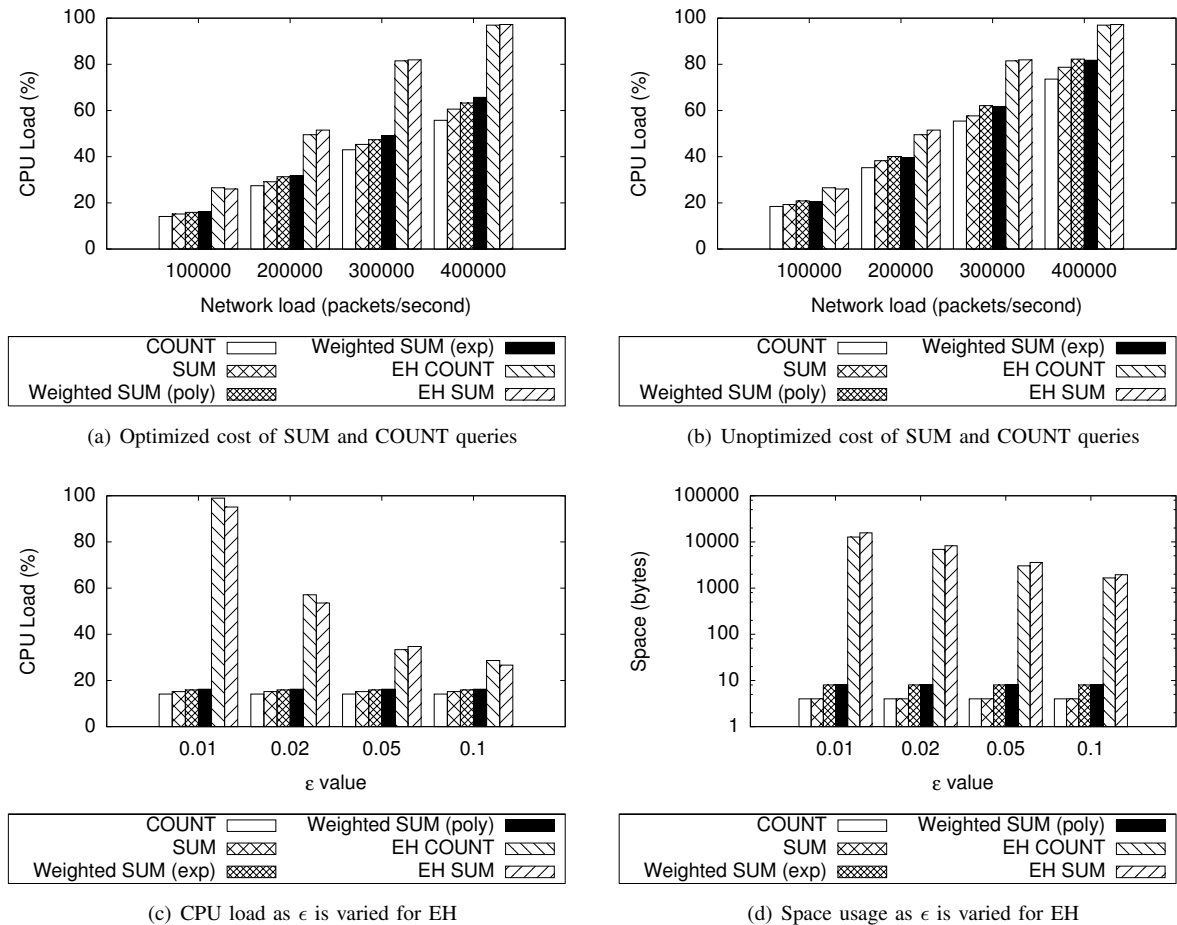 100
80
60
40
20
0
CPU Load (%)
100000 200000 300000 400000
Network load (packets/second)
COUNT
SUM
Weighted SUM (poly)
Weighted SUM (exp)
EH COUNT
EH SUM
(a) Optimized cost of SUM and COUNT queries
100
80
60
40
20
0
CPU Load (%)
100000 200000 300000 400000
Network load (packets/second)
COUNT
SUM
Weighted SUM (poly)
Weighted SUM (exp)
EH COUNT
EH SUM
(b) Unoptimized cost of SUM and COUNT queries
100
80
60
40
20
0
CPU Load (%)
0.01 0.02 0.05 0.1
ε value
COUNT
SUM
Weighted SUM (exp)
Weighted SUM (poly)
EH COUNT
EH SUM
(c) CPU load as ϵ is varied for EH
100000
10000
1000
100
10
1
Space (bytes)
0.01 0.02 0.05 0.1
ε value
COUNT
SUM
Weighted SUM (exp)
Weighted SUM (poly)
EH COUNT
EH SUM
(d) Space usage as ϵ is varied for EH